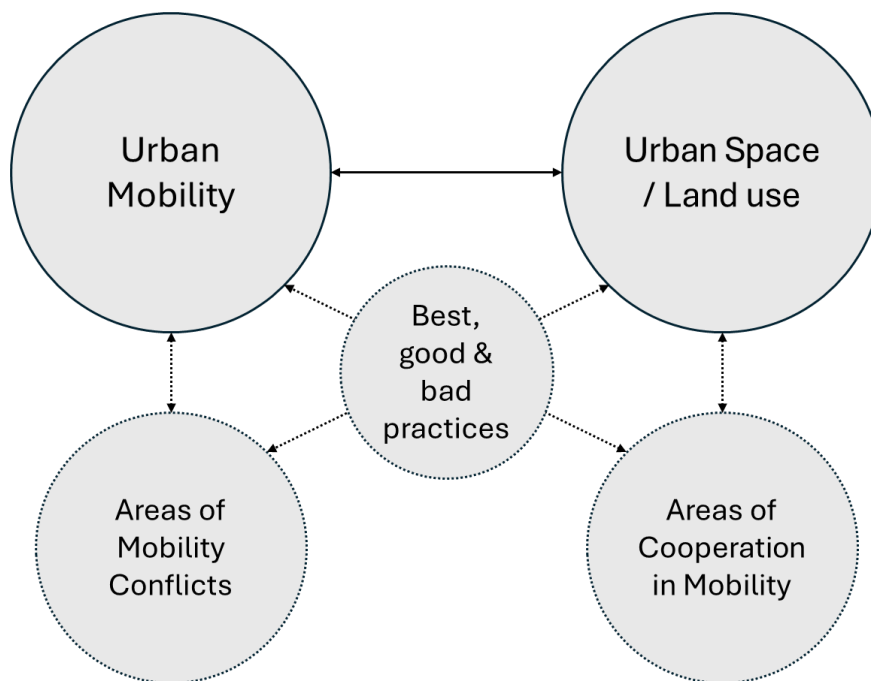 Urban
Mobility
Urban Space
/ Land use
Best,
good &
bad
practices
Areas of
Mobility
Conflicts
Areas of
Cooperation
in Mobility